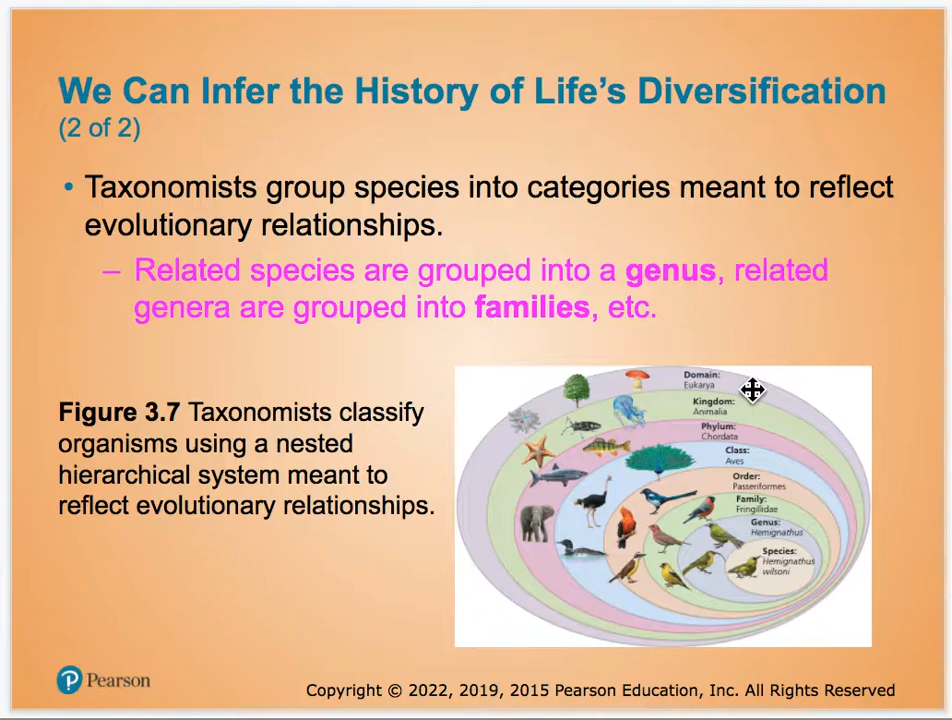 We Can Infer the History of Life’s Diversification
(2 of 2)
• Taxonomists group species into categories meant to reflect
evolutionary relationships.
– Related species are grouped into a genus, related
genera are grouped into families, etc.
Figure 3.7 Taxonomists classify
organisms using a nested
hierarchical system meant to
reflect evolutionary relationships.
Domain:
Eukarya
Kingdom:
Animalia
Phylum:
Chordata
Class:
Aves
Order:
Passeriformes
Family:
Fringillidae
Genus:
Hemignathus
Species:
Hemignathus
wilsoni
P Pearson
Copyright © 2022, 2019, 2015 Pearson Education, Inc. All Rights Reserved